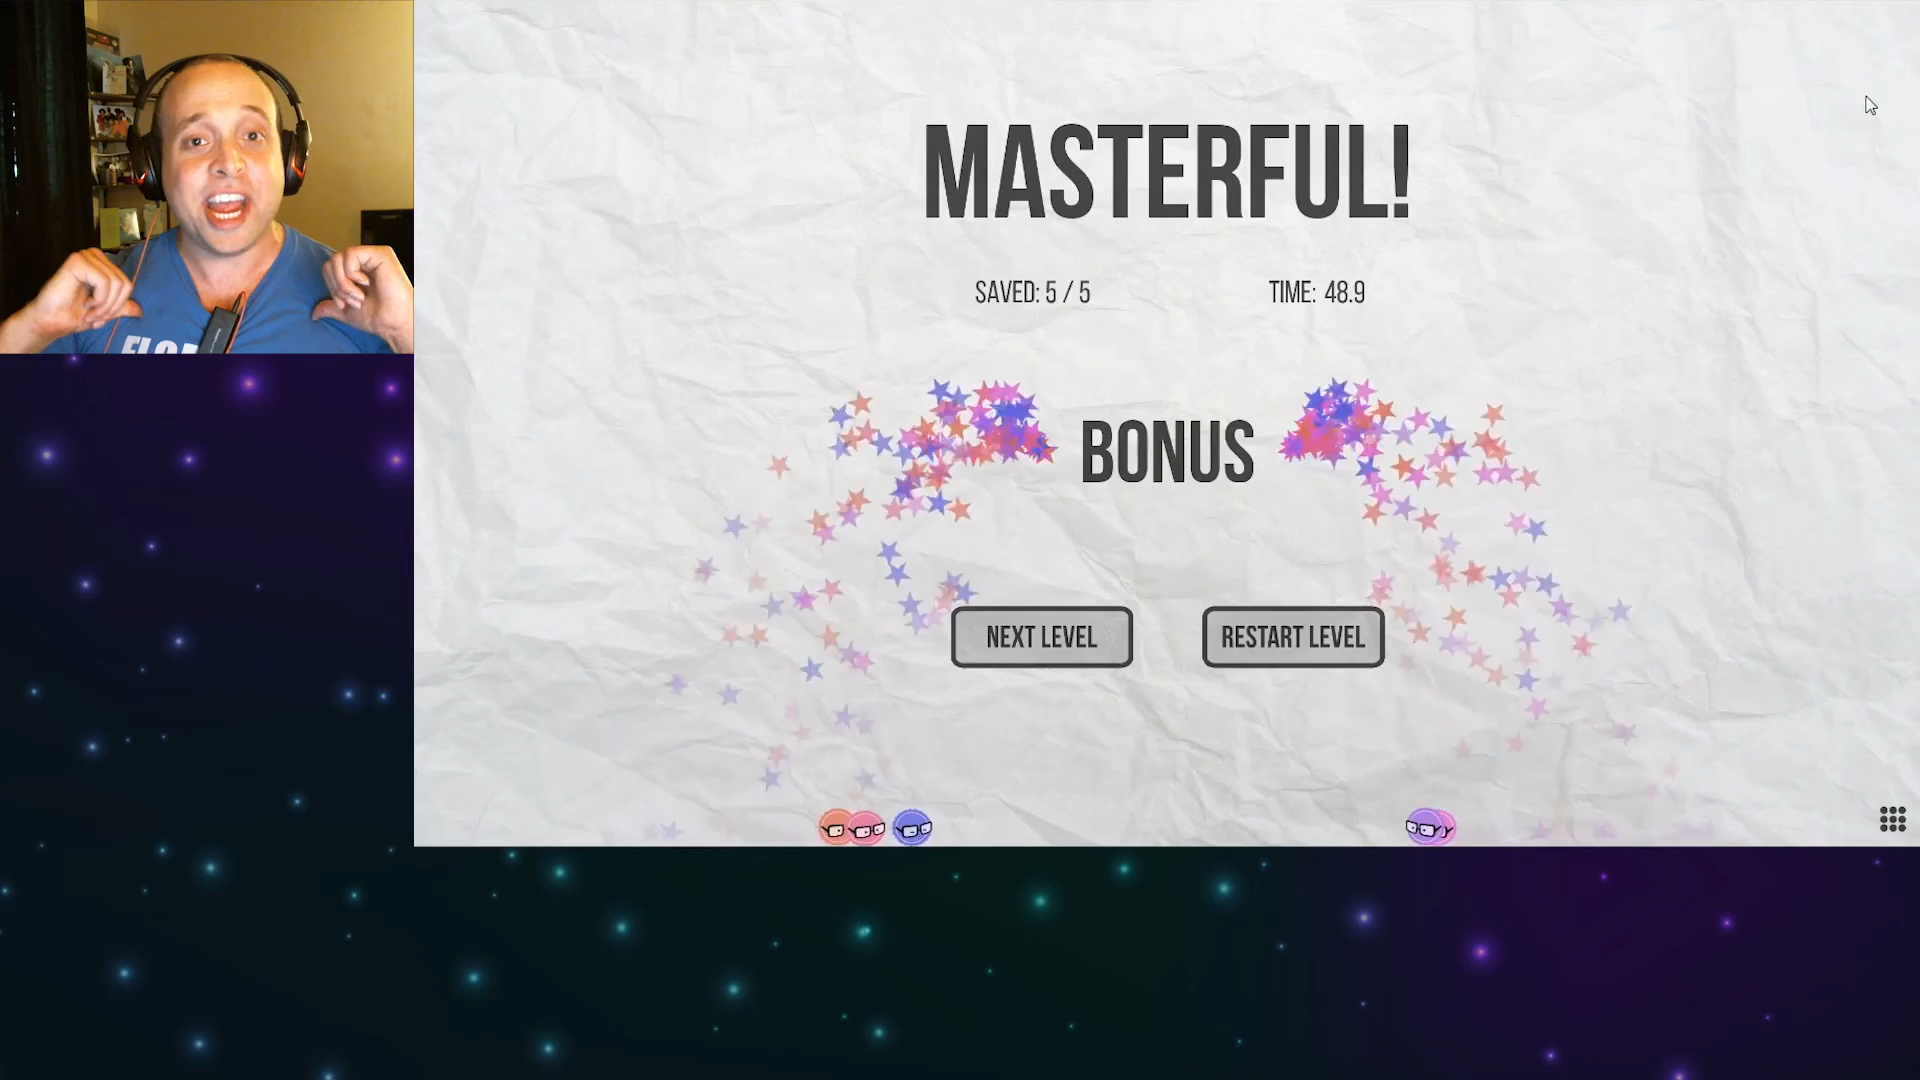 MASTERFUL!
SAVED: 5 / 5
TIME: 48.9
BONUS
NEXT LEVEL
RESTART LEVEL